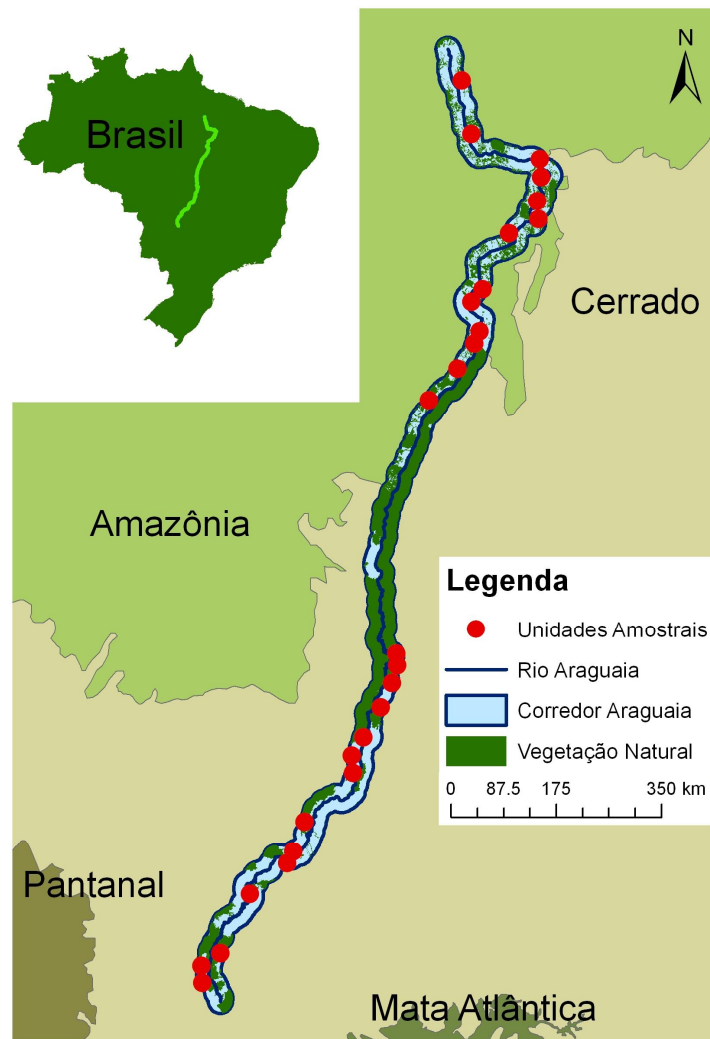 Brasil
N
Cerrado
Amazônia
Legenda
Unidades Amostrais
Rio Araguaia
Corredor Araguaia
Vegetação Natural
0 87.5 175 350 km
Pantanal
Mata Atlântica